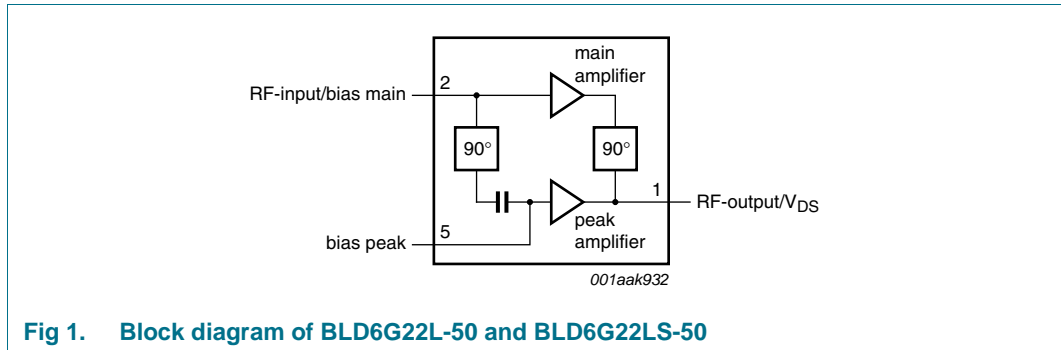 main
amplifier
2
RF-input/bias main
90°
90°
1
RF-output/VDS
peak
amplifier
5
bias peak
001aak932
Fig 1. Block diagram of BLD6G22L-50 and BLD6G22LS-50